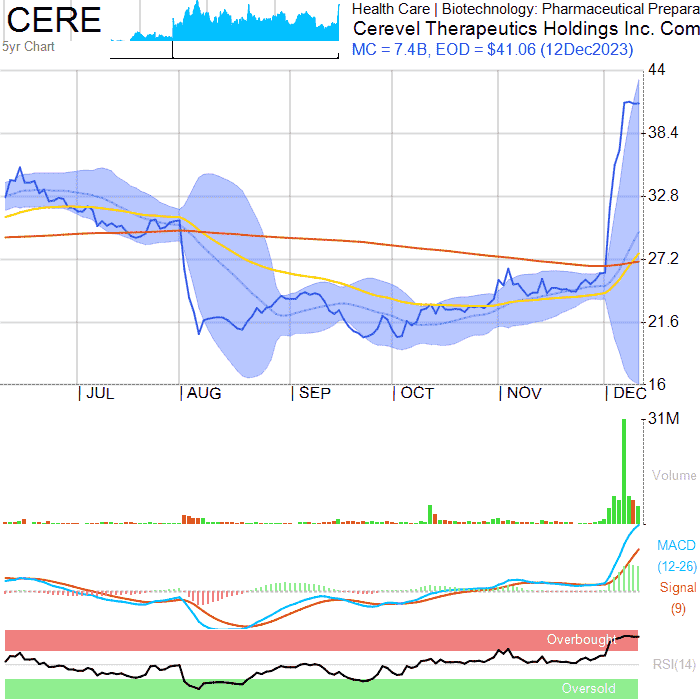 CERE
5yr Chart
Health Care | Biotechnology: Pharmaceutical Prepara
Cerevel Therapeutics Holdings Inc. Com
MC = 7.4B, EOD = $41.06 (12Dec2023)
44
38.4
32.8
27.2
21.6
16
JUL
AUG
SEP
OCT
NOV
DEC
31M
Volume
MACD
(12-26)
Signal
(9)
Overbought
RSI(14)
Oversold